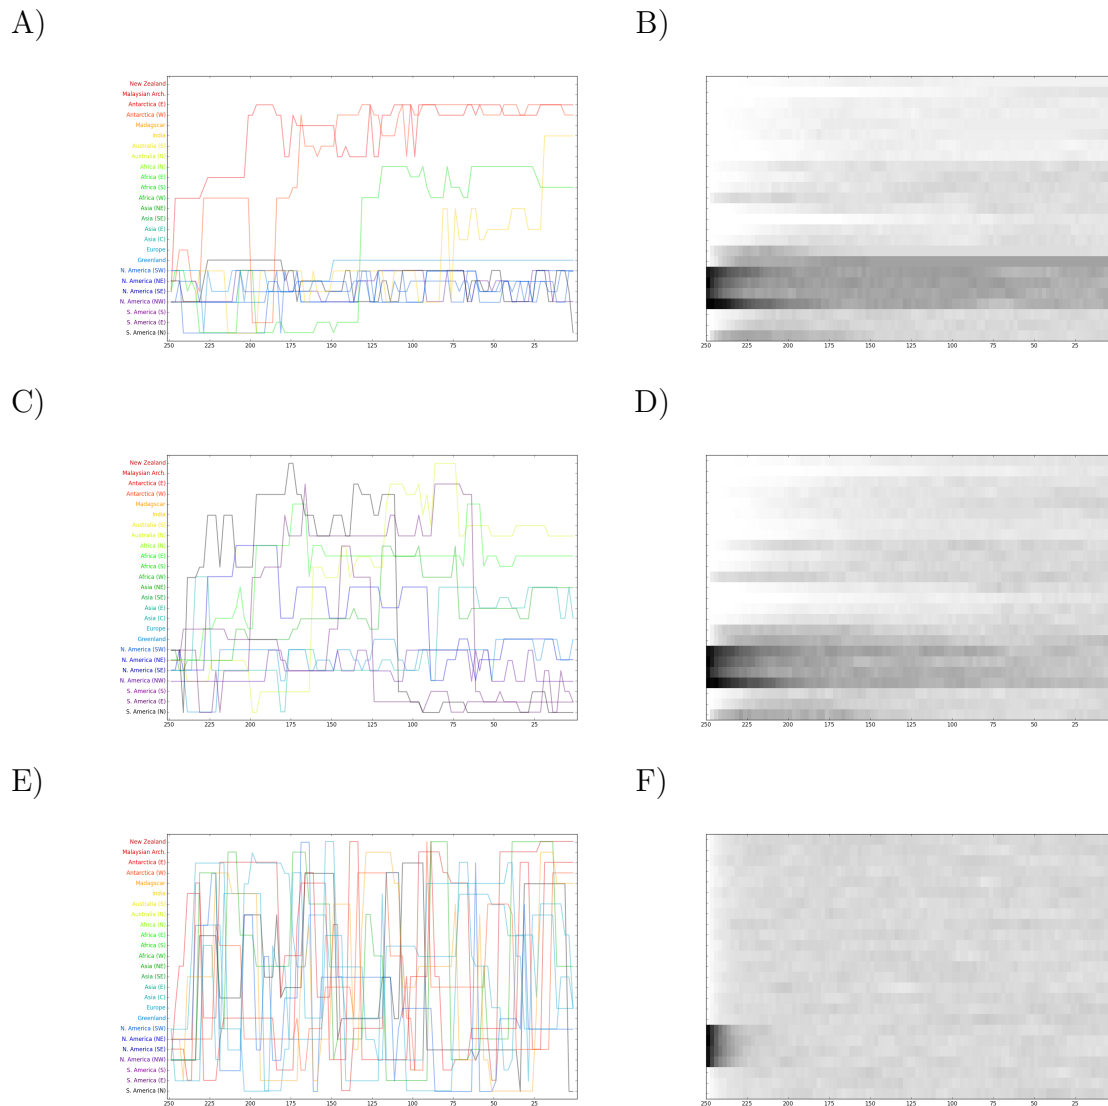 A)
B)
New Zealand
Malaysian Arch.
Antarctica (E)
Antarctica (W)
Madagscar
India
Australia (S)
Australia (N)
Africa (N)
Africa (E)
Africa (S)
Africa (W)
Asia (NE)
Asia (SE)
Asia (E)
Asia (C)
Europe
Greenland
N. America (SW)
N. America (NE)
N. America (SE)
N. America (NW)
S. America (S)
S. America (E)
S. America (N)
250 225 200 175 150 125 100 75 50 25
250 225 200 175 150 125 100 75 50 25 0
C)
D)
New Zealand
Malaysian Arch.
Antarctica (E)
Antarctica (W)
Madagscar
India
Australia (S)
Australia (N)
Africa (N)
Africa (E)
Africa (S)
Africa (W)
Asia (NE)
Asia (SE)
Asia (E)
Asia (C)
Europe
Greenland
N. America (SW)
N. America (NE)
N. America (SE)
N. America (NW)
S. America (S)
S. America (E)
S. America (N)
250 225 200 175 150 125 100 75 50 25
250 225 200 175 150 125 100 75 50 25 0
E)
F)
New Zealand
Malaysian Arch.
Antarctica (E)
Antarctica (W)
Madagscar
India
Australia (S)
Australia (N)
Africa (N)
Africa (E)
Africa (S)
Africa (W)
Asia (NE)
Asia (SE)
Asia (E)
Asia (C)
Europe
Greenland
N. America (SW)
N. America (NE)
N. America (SE)
N. America (NW)
S. America (S)
S. America (E)
S. America (N)
250 225 200 175 150 125 100 75 50 25
250 225 200 175 150 125 100 75 50 25 0